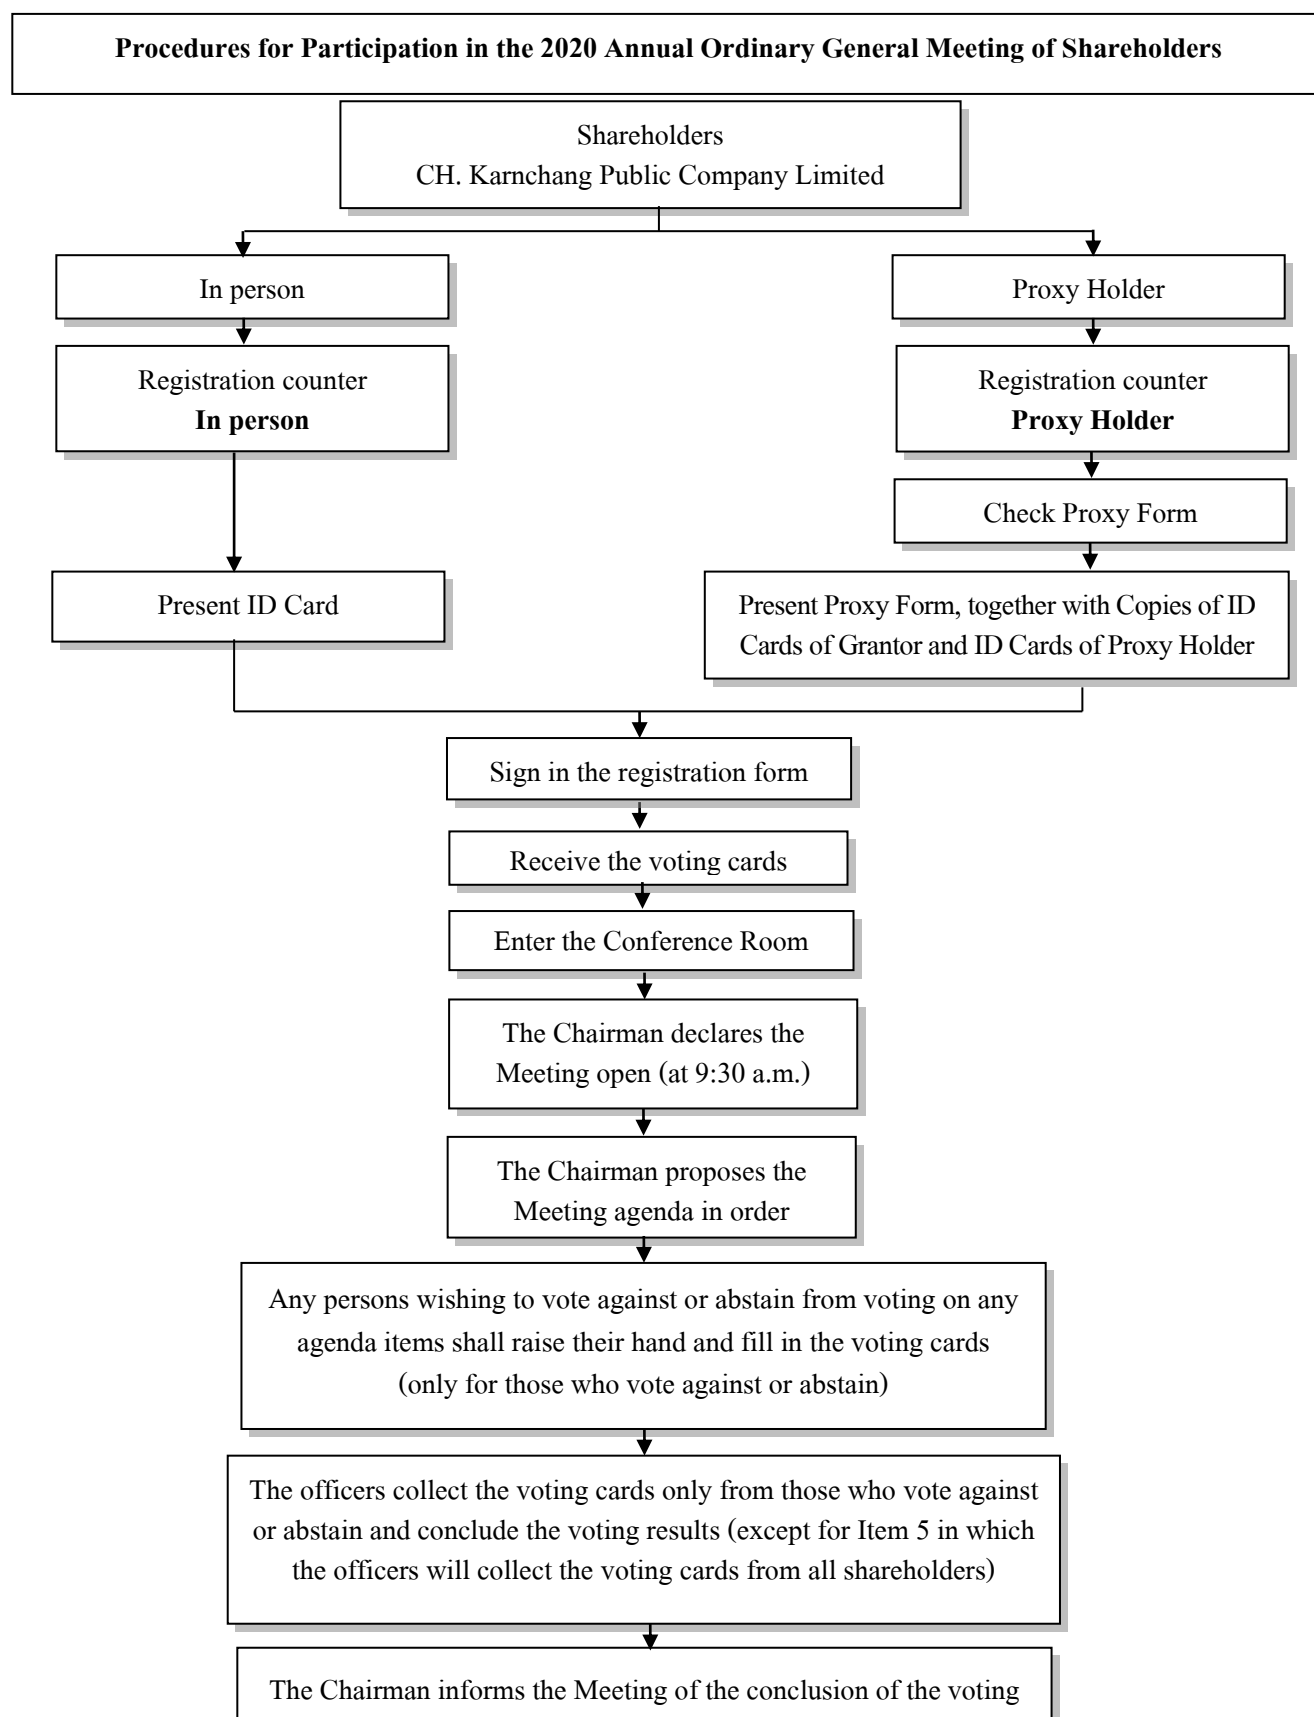 Procedures for Participation in the 2020 Annual Ordinary General Meeting of Shareholders
Shareholders
CH. Karnchang Public Company Limited
In person
Proxy Holder
Registration counter
In person
Registration counter
Proxy Holder
Check Proxy Form
Present ID Card
Present Proxy Form, together with Copies of ID
Cards of Grantor and ID Cards of Proxy Holder
Sign in the registration form
Receive the voting cards
Enter the Conference Room
The Chairman declares the
Meeting open (at 9:30 a.m.)
The Chairman proposes the
Meeting agenda in order
Any persons wishing to vote against or abstain from voting on any
agenda items shall raise their hand and fill in the voting cards
(only for those who vote against or abstain)
The officers collect the voting cards only from those who vote against
or abstain and conclude the voting results (except for Item 5 in which
the officers will collect the voting cards from all shareholders)
The Chairman informs the Meeting of the conclusion of the voting